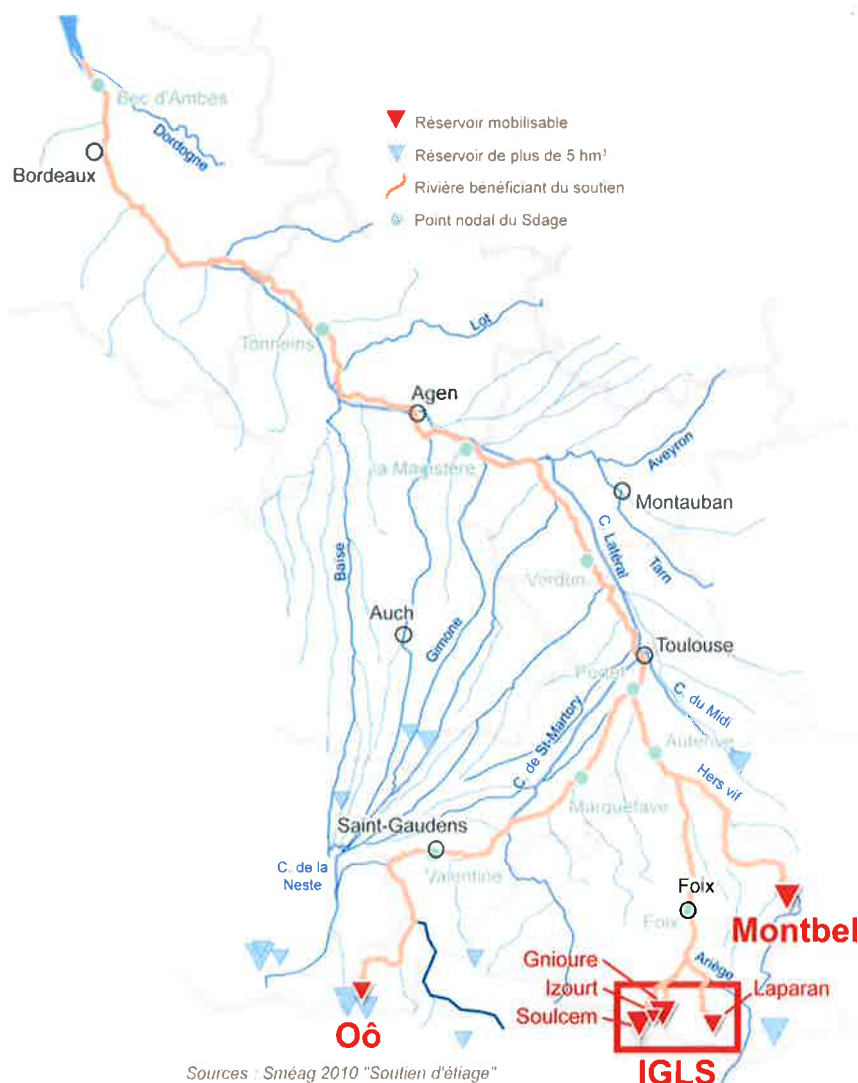 Bec d'Ambès
Dordogne
Bordeaux
Réservoir mobilisable
Réservoir de plus de 5 hm³
Rivière bénéficiant du soutien
Point nodal du Sdage
Tonneins
Lot
Agen
la Magistère
Aveyron
Montauban
C. Latéral
Tarn
Verdun
Baïse
Auch
Gimone
Toulouse
Portet
C. du Midi
C. de St-Martory
Auterive
Hers vif
Marquefave
Saint-Gaudens
Valentine
C. de la
Neste
Foix
Foix
Montbel
Ariège
Gnioure
Izourt
Laparan
Soulcem
Oô
IGLS
Sources : Sméag 2010 "Soutien d'étiage"